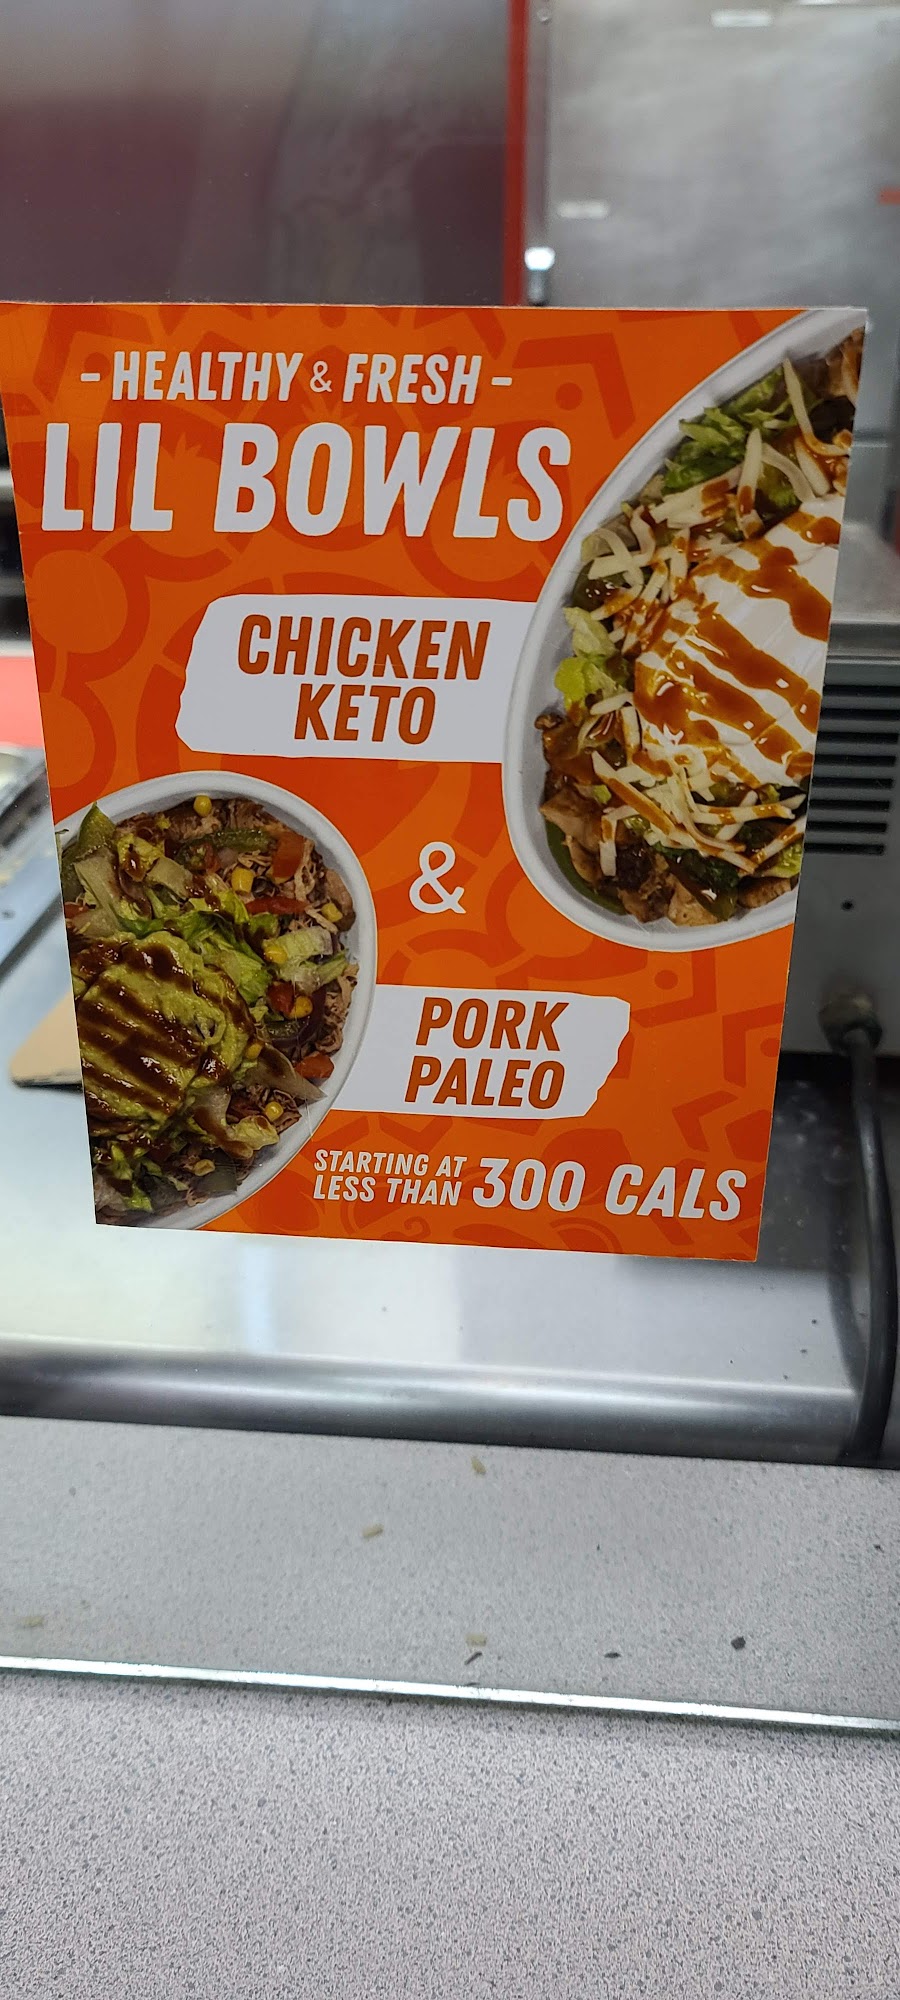 - HEALTHY & FRESH -
LIL BOWLS
CHICKEN
KETO
&
PORK
PALEO
STARTING AT
LESS THAN 300 CALS